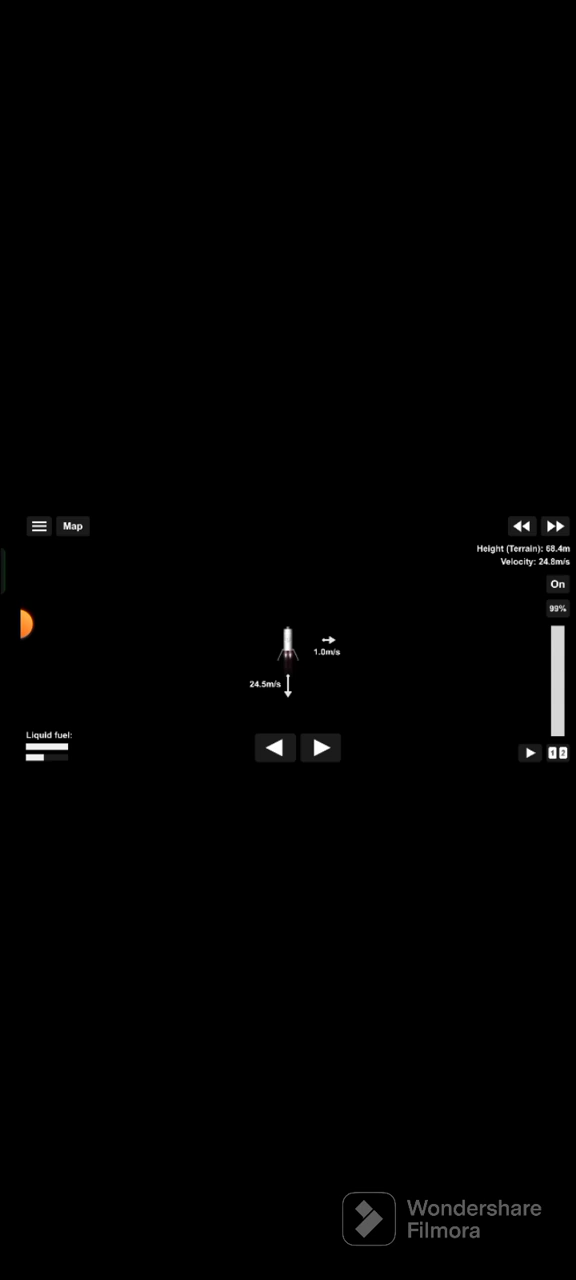 Map
Height (Terrain): 68.4m
Velocity: 24.8m/s
On
99%
1.0m/s
24.5m/s
Liquid fuel:
1 2
Wondershare
Filmora